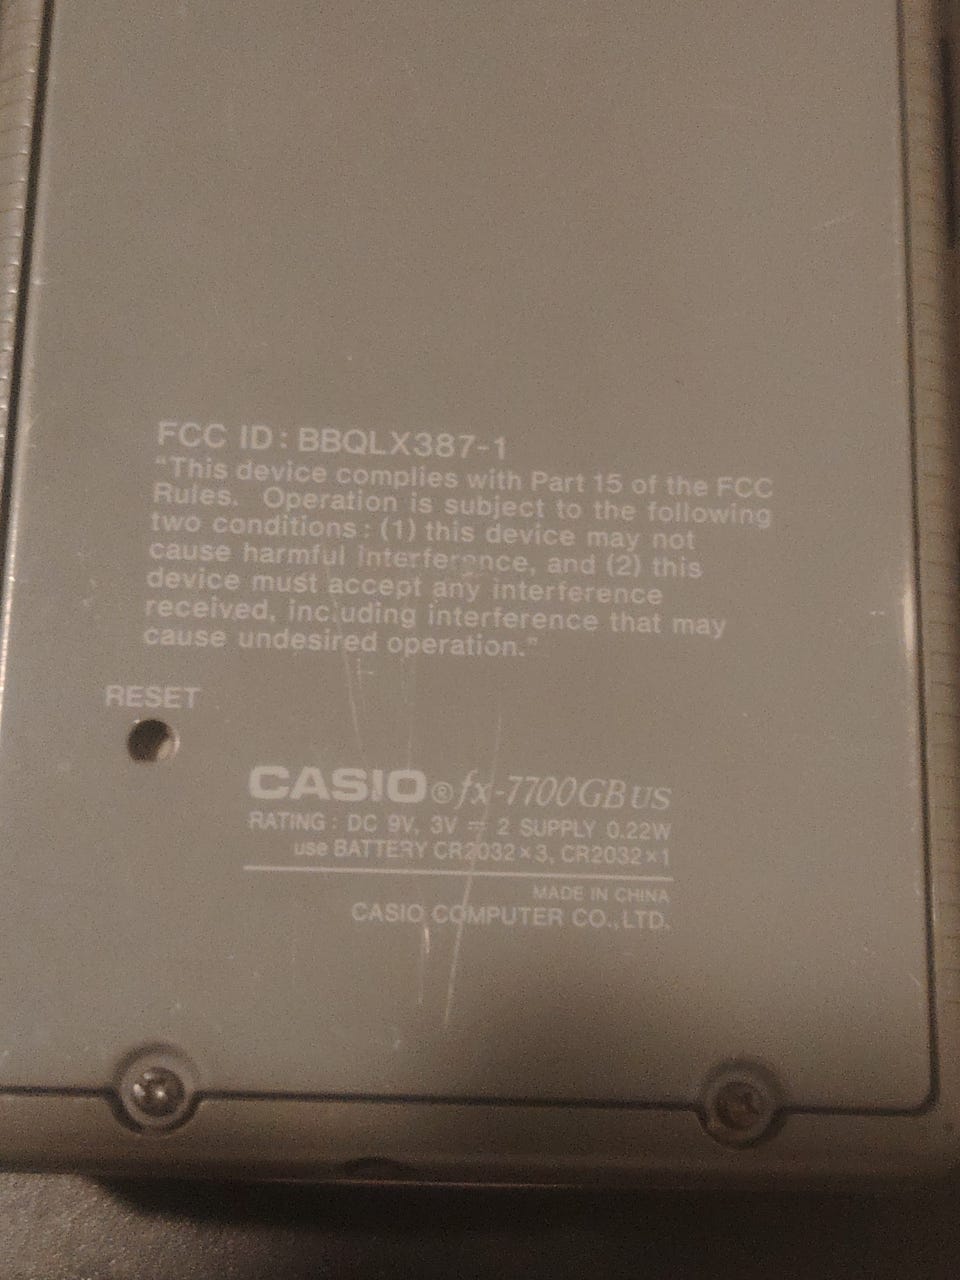 FCC ID : BBQLX387-1
"This device complies with Part 15 of the FCC
Rules. Operation is subject to the following
two conditions : (1) this device may not
cause harmful interference, and (2) this
device must accept any interference
received, including interference that may
cause undesired operation."
RESET
CASIO® fx-7700GB US
RATING : DC 9V, 3V ⎓ 2 SUPPLY 0.22W
use BATTERY CR2032×3, CR2032×1
MADE IN CHINA
CASIO COMPUTER CO., LTD.